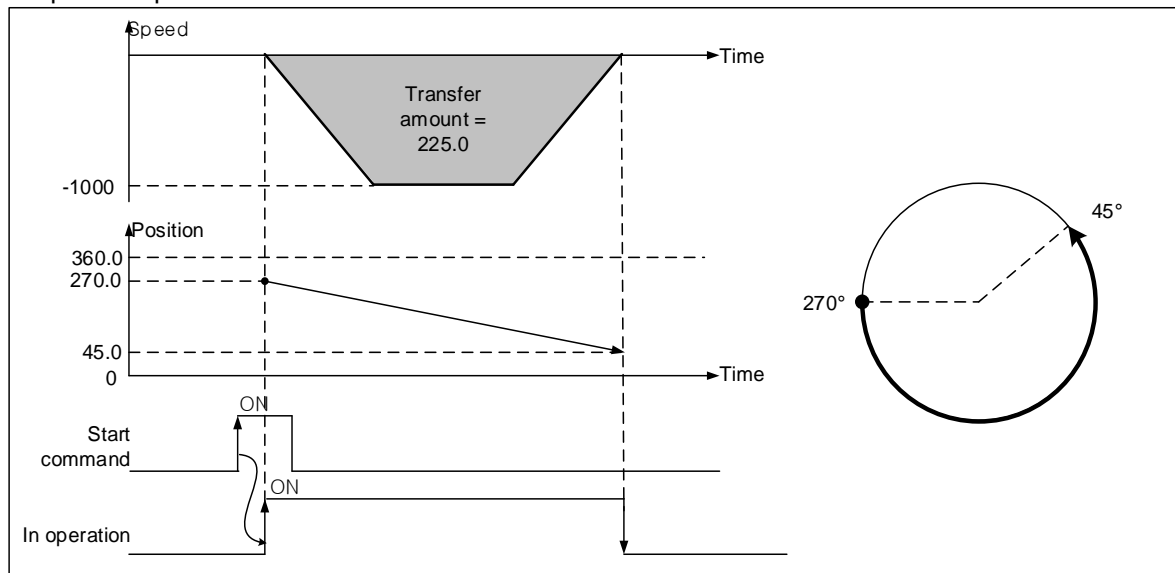 Speed
Time
Transfer
amount =
225.0
-1000
Position
360.0
270.0
45.0
0
Time
ON
Start
command
ON
In operation
45°
270°